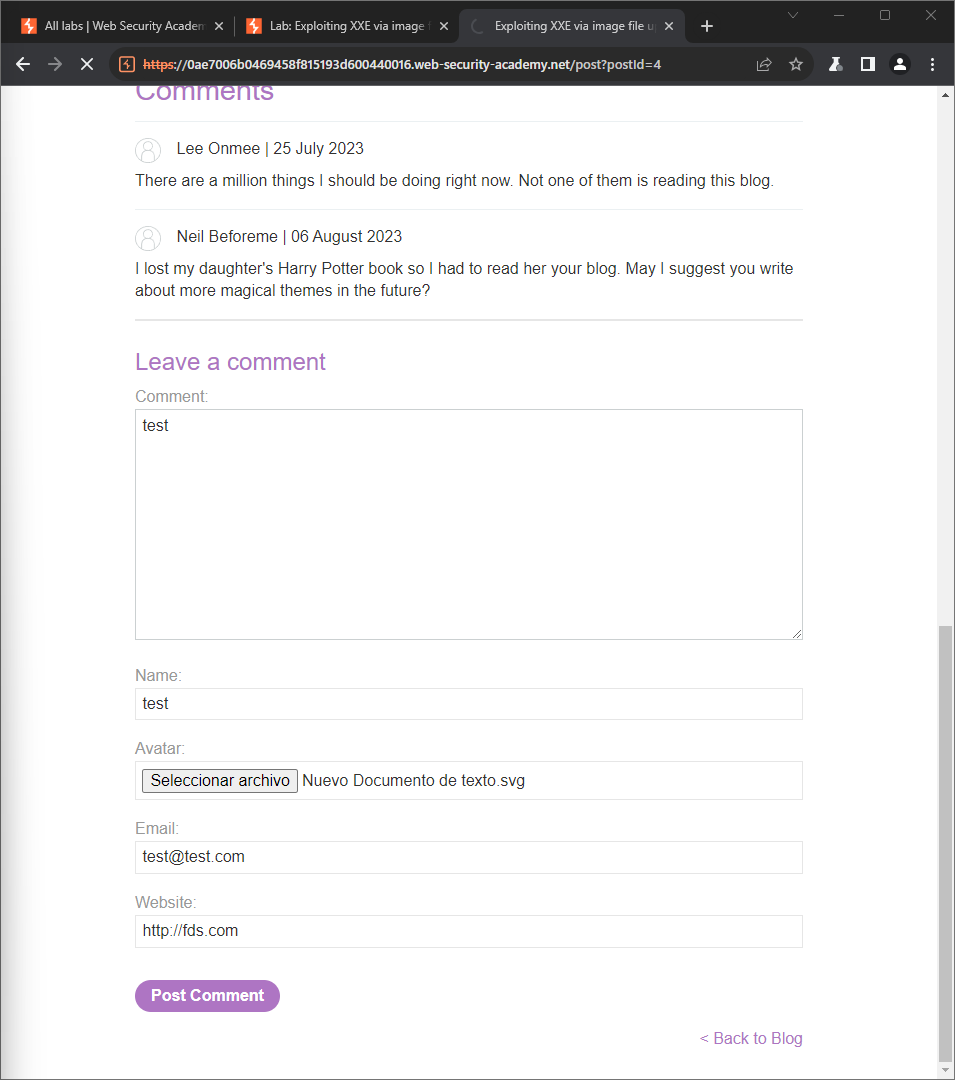 All labs | Web Security Academ
Lab: Exploiting XXE via image f
Exploiting XXE via image file u
https://0ae7006b0469458f815193d600440016.web-security-academy.net/post?postId=4
Comments
Lee Onmee | 25 July 2023
There are a million things I should be doing right now. Not one of them is reading this blog.
Neil Beforeme | 06 August 2023
I lost my daughter's Harry Potter book so I had to read her your blog. May I suggest you write
about more magical themes in the future?
Leave a comment
Comment:
test
Name:
test
Avatar:
Seleccionar archivo Nuevo Documento de texto.svg
Email:
test@test.com
Website:
http://fds.com
Post Comment
< Back to Blog